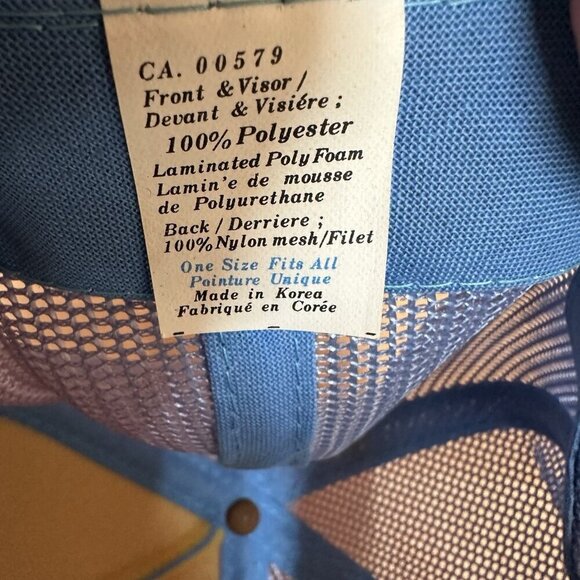 CA. 00579
Front & Visor /
Devant & Visiére ;
100% Polyester
Laminated Poly Foam
Lamin'e de mousse
de Polyurethane
Back / Derriere ;
100% Nylon mesh/Filet
One Size Fits All
Pointure Unique
Made in Korea
Fabriqué en Corée